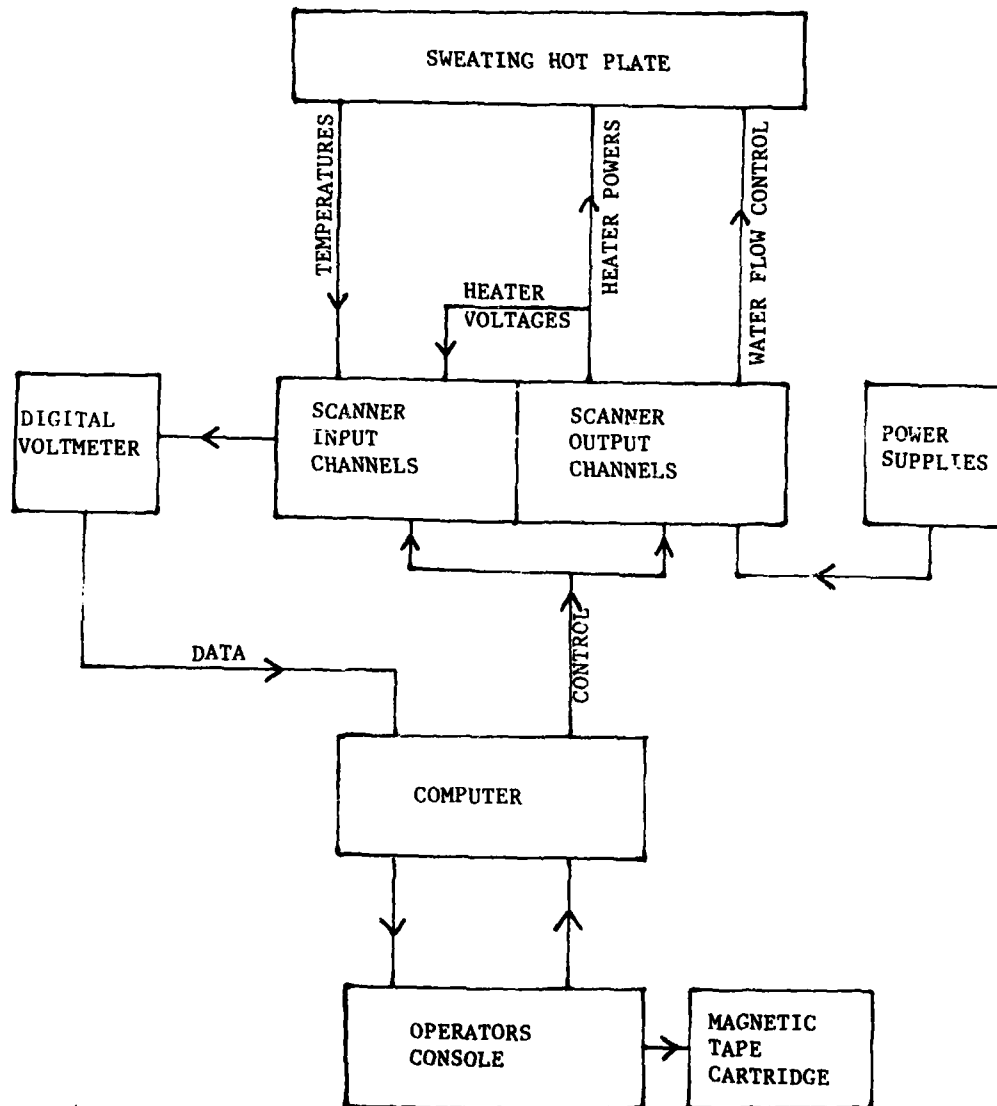 SWEATING HOT PLATE
TEMPERATURES
HEATER POWERS
WATER FLOW CONTROL
HEATER
VOLTAGES
DIGITAL
VOLTMETER
SCANNER
INPUT
CHANNELS
SCANNER
OUTPUT
CHANNELS
POWER
SUPPLIES
DATA
CONTROL
COMPUTER
OPERATORS
CONSOLE
MAGNETIC
TAPE
CARTRIDGE